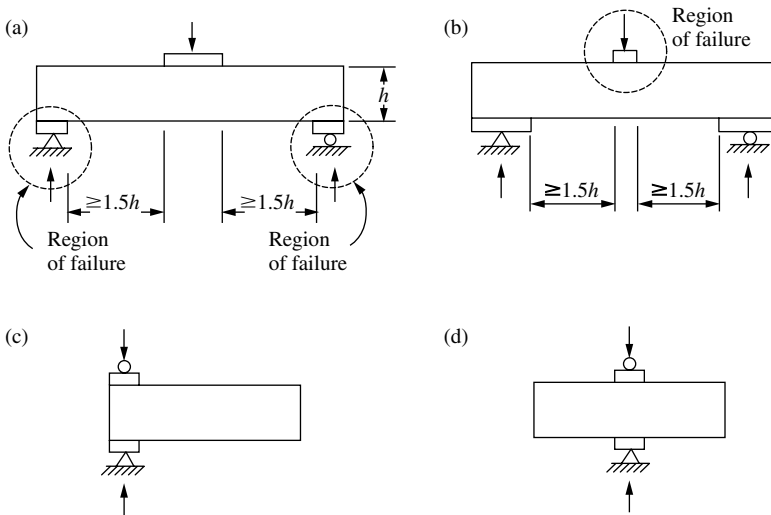 (a)
h
≧1.5h
≧1.5h
Region
of failure
Region
of failure
(b)
Region
of failure
≥1.5h
≥1.5h
(c)
(d)